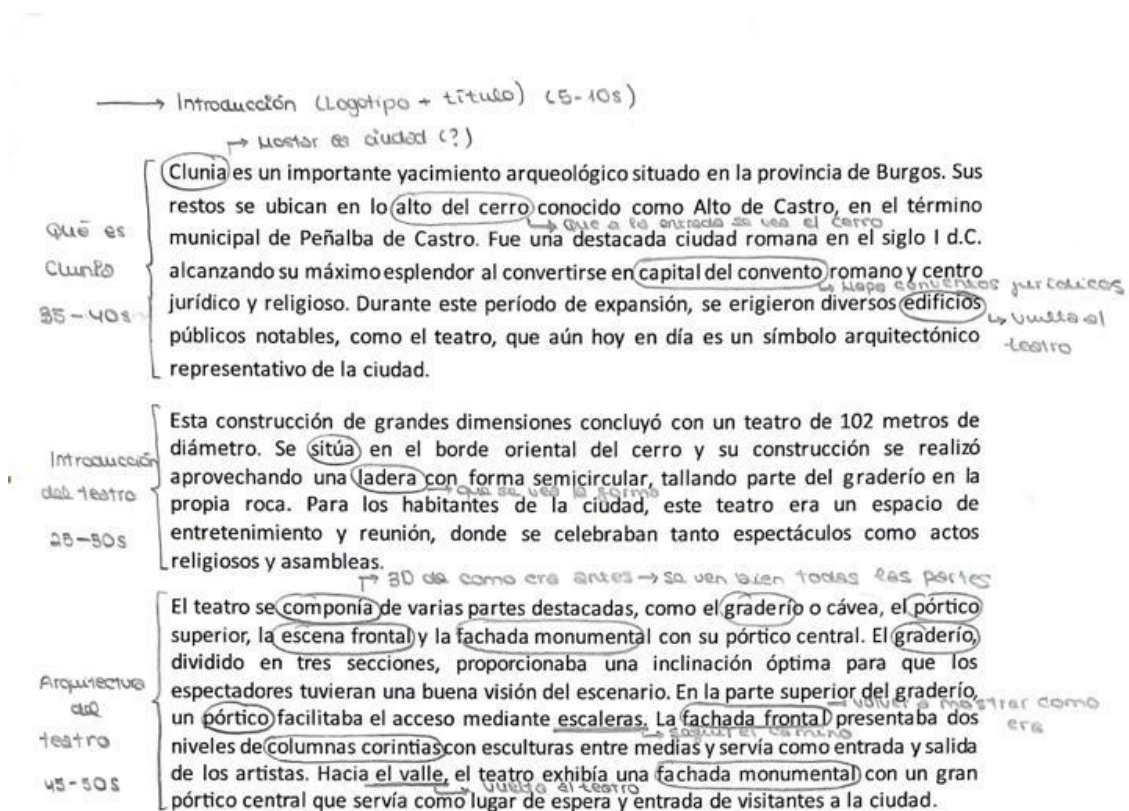 → Introducción (Logotipo + título) (5-10s)
→ Mostar es ciudad (?)
Clunia es un importante yacimiento arqueológico situado en la provincia de Burgos. Sus
restos se ubican en lo alto del cerro conocido como Alto de Castro, en el término
→ Que a la entrada se vea el cerro
municipal de Peñalba de Castro. Fue una destacada ciudad romana en el siglo I d.C.
alcanzando su máximo esplendor al convertirse en capital del convento romano y centro
→ Mapa conventos jurídicos
jurídico y religioso. Durante este período de expansión, se erigieron diversos edificios
→ vuelta al
teatro
públicos notables, como el teatro, que aún hoy en día es un símbolo arquitectónico
representativo de la ciudad.
Qué es
Clunia
35-40s
Esta construcción de grandes dimensiones concluyó con un teatro de 102 metros de
diámetro. Se sitúa en el borde oriental del cerro y su construcción se realizó
aprovechando una ladera con forma semicircular, tallando parte del graderío en la
→ que se vea la forma
propia roca. Para los habitantes de la ciudad, este teatro era un espacio de
entretenimiento y reunión, donde se celebraban tanto espectáculos como actos
religiosos y asambleas.
Introducción
del teatro
25-30s
→ 3D de como era antes → se ven bien todas las partes
El teatro se componía de varias partes destacadas, como el graderío o cávea, el pórtico
superior, la escena frontal y la fachada monumental con su pórtico central. El graderío,
dividido en tres secciones, proporcionaba una inclinación óptima para que los
espectadores tuvieran una buena visión del escenario. En la parte superior del graderío,
→ volver a mostrar como
era
un pórtico facilitaba el acceso mediante escaleras. La fachada frontal presentaba dos
→ seguir el camino
niveles de columnas corintias con esculturas entre medias y servía como entrada y salida
de los artistas. Hacia el valle, el teatro exhibía una fachada monumental con un gran
→ vuelta al teatro
pórtico central que servía como lugar de espera y entrada de visitantes a la ciudad.
Arquitectura
del
teatro
45-50s